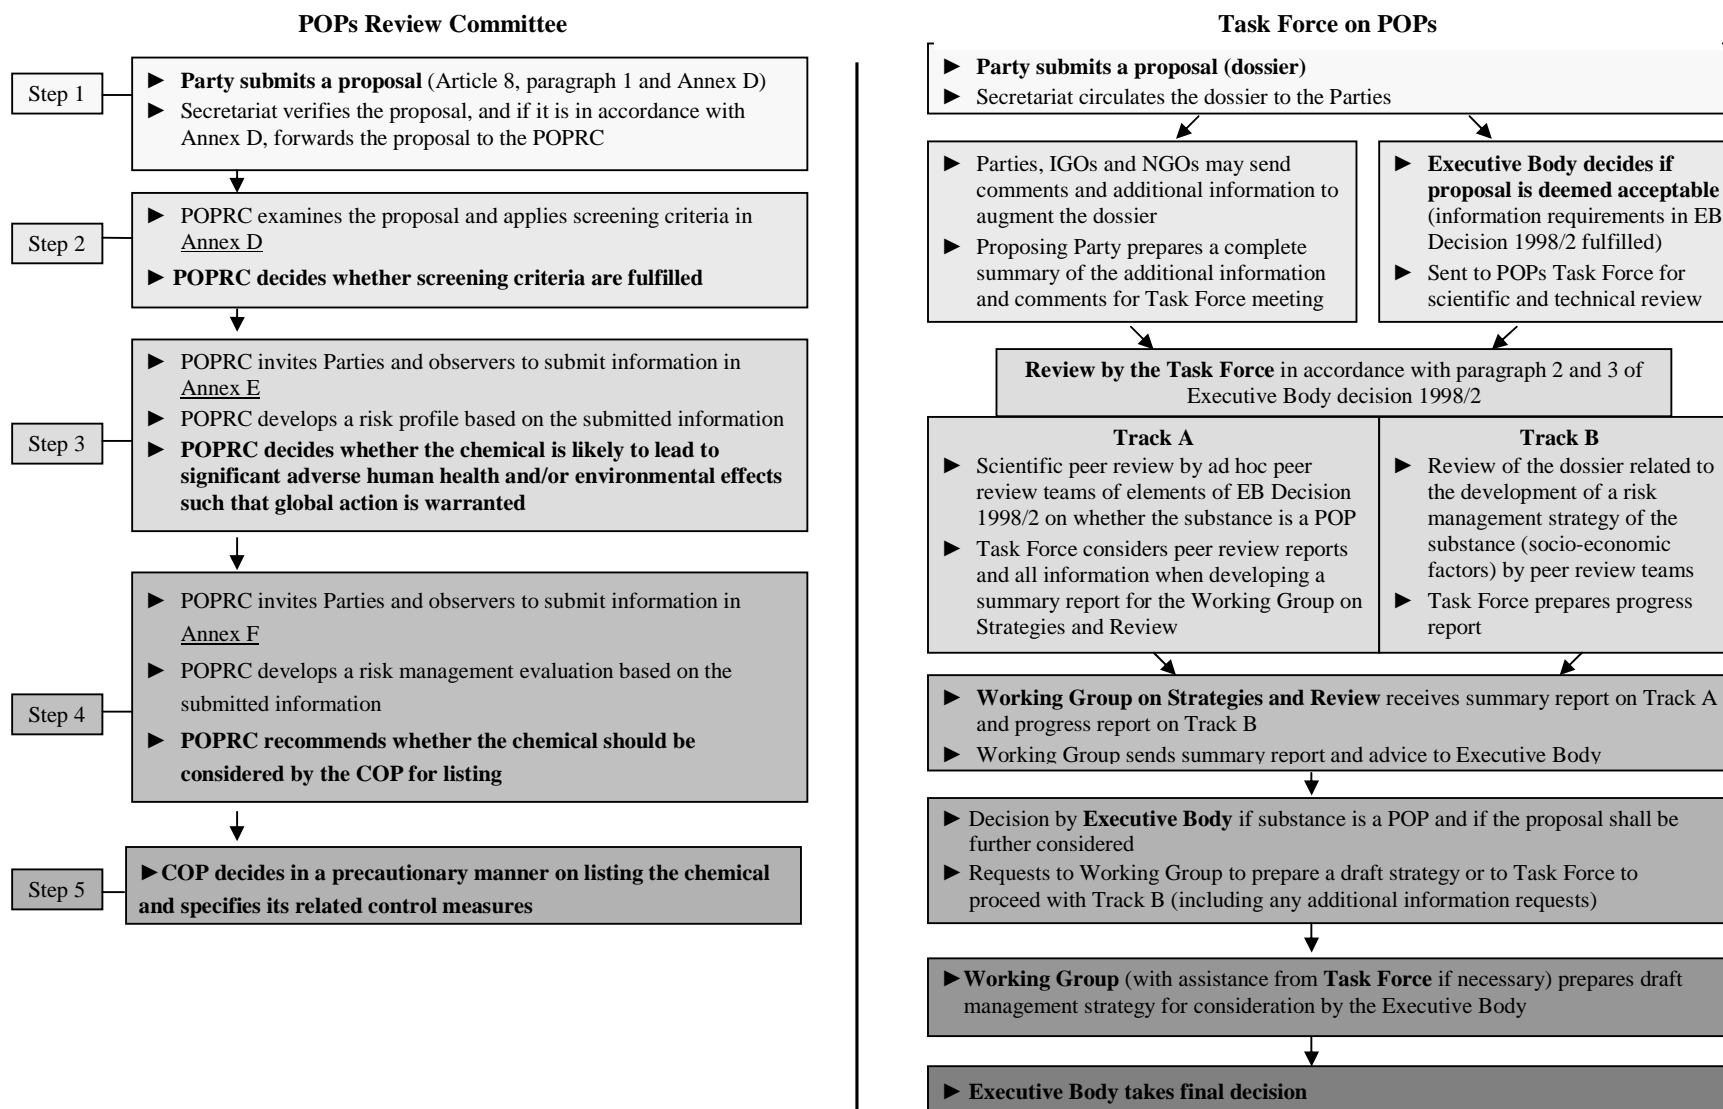 POPs Review Committee
Step 1
► Party submits a proposal (Article 8, paragraph 1 and Annex D)
► Secretariat verifies the proposal, and if it is in accordance with
Annex D, forwards the proposal to the POPRC
Step 2
► POPRC examines the proposal and applies screening criteria in
Annex D
► POPRC decides whether screening criteria are fulfilled
Step 3
► POPRC invites Parties and observers to submit information in
Annex E
► POPRC develops a risk profile based on the submitted information
► POPRC decides whether the chemical is likely to lead to
significant adverse human health and/or environmental effects
such that global action is warranted
Step 4
► POPRC invites Parties and observers to submit information in
Annex F
► POPRC develops a risk management evaluation based on the
submitted information
► POPRC recommends whether the chemical should be
considered by the COP for listing
Step 5
►COP decides in a precautionary manner on listing the chemical
and specifies its related control measures
Task Force on POPs
► Party submits a proposal (dossier)
► Secretariat circulates the dossier to the Parties
► Parties, IGOs and NGOs may send
comments and additional information to
augment the dossier
► Proposing Party prepares a complete
summary of the additional information
and comments for Task Force meeting
► Executive Body decides if
proposal is deemed acceptable
(information requirements in EB
Decision 1998/2 fulfilled)
► Sent to POPs Task Force for
scientific and technical review
Review by the Task Force in accordance with paragraph 2 and 3 of
Executive Body decision 1998/2
Track A
► Scientific peer review by ad hoc peer
review teams of elements of EB Decision
1998/2 on whether the substance is a POP
► Task Force considers peer review reports
and all information when developing a
summary report for the Working Group on
Strategies and Review
Track B
► Review of the dossier related to
the development of a risk
management strategy of the
substance (socio-economic
factors) by peer review teams
► Task Force prepares progress
report
► Working Group on Strategies and Review receives summary report on Track A
and progress report on Track B
► Working Group sends summary report and advice to Executive Body
► Decision by Executive Body if substance is a POP and if the proposal shall be
further considered
► Requests to Working Group to prepare a draft strategy or to Task Force to
proceed with Track B (including any additional information requests)
►Working Group (with assistance from Task Force if necessary) prepares draft
management strategy for consideration by the Executive Body
► Executive Body takes final decision